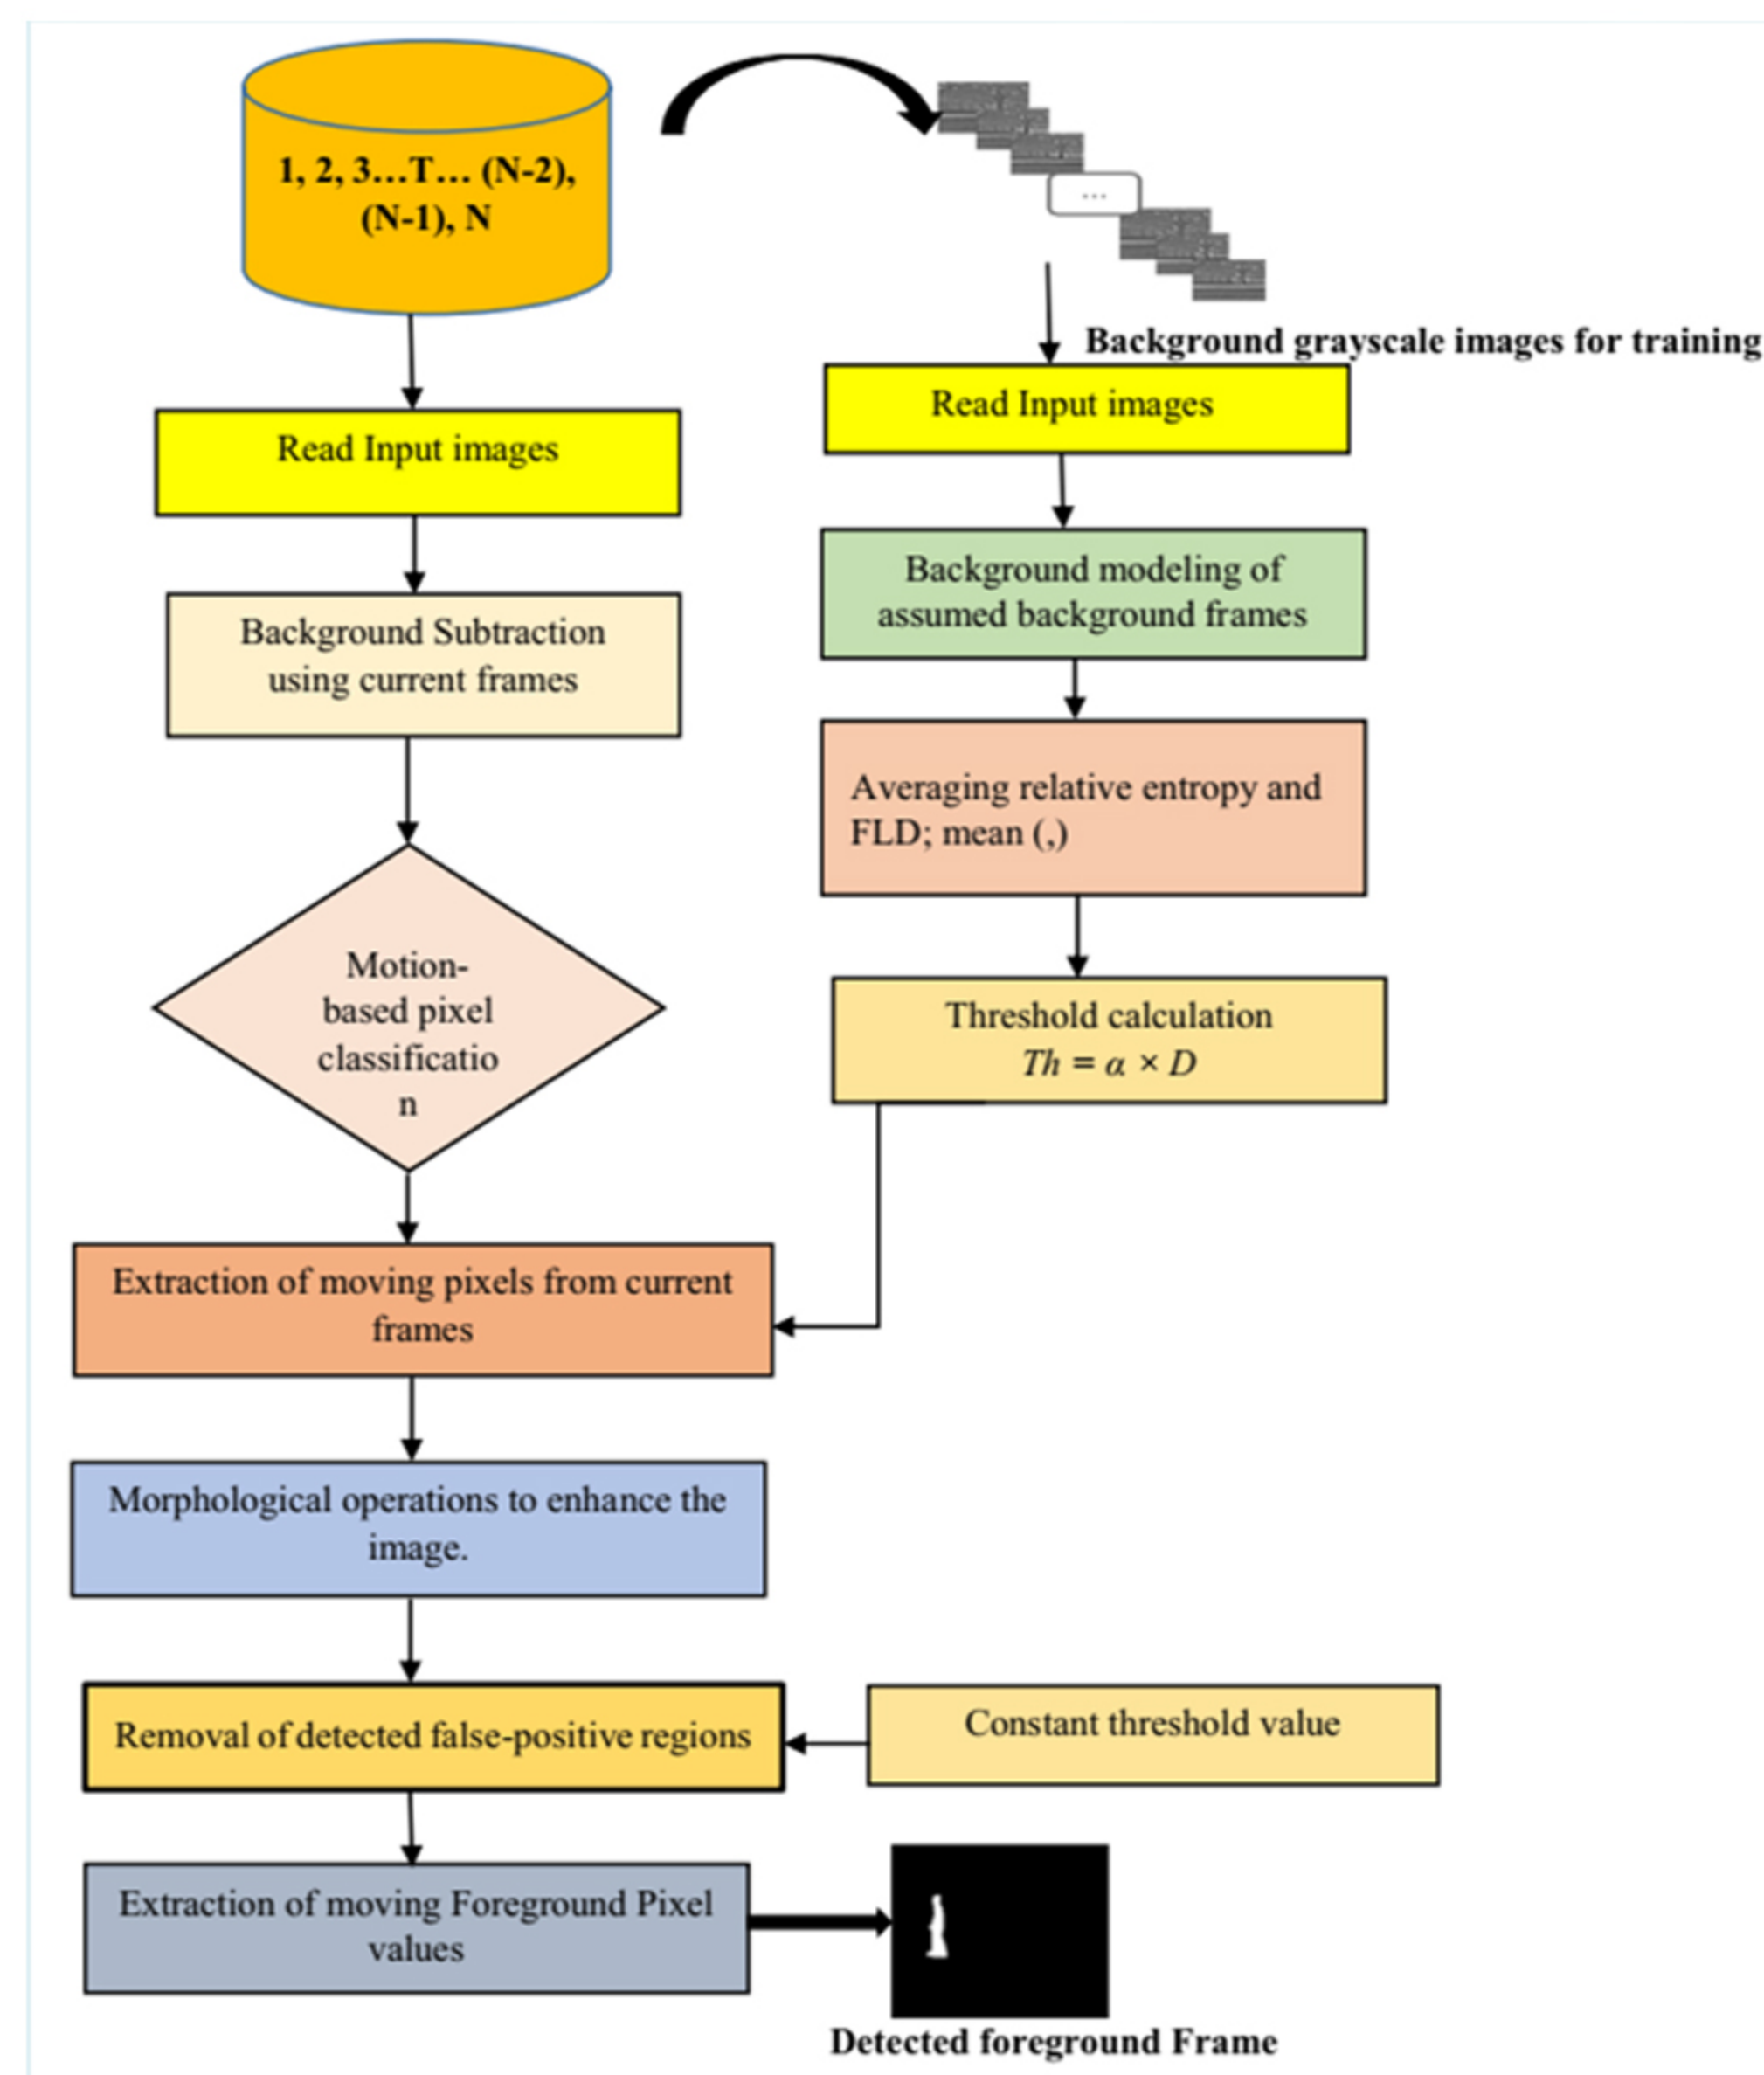 1, 2, 3…T… (N-2),
(N-1), N
…
Background grayscale images for training
Read Input images
Read Input images
Background Subtraction
using current frames
Background modeling of
assumed background frames
Averaging relative entropy and
FLD; mean (,)
Motion-
based pixel
classificatio
n
Threshold calculation
Th = α × D
Extraction of moving pixels from current
frames
Morphological operations to enhance the
image.
Removal of detected false-positive regions
Constant threshold value
Extraction of moving Foreground Pixel
values
Detected foreground Frame